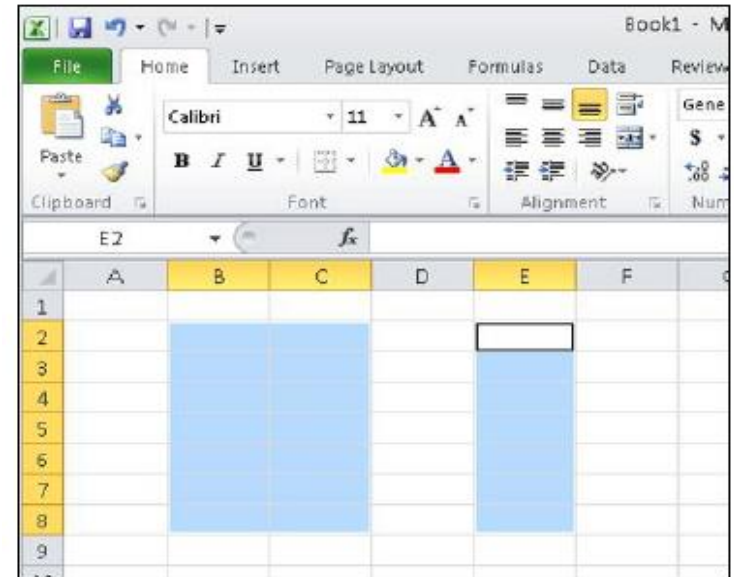 Book1 - M
File Home Insert Page Layout Formulas Data Review
Calibri 11 A A Gene
Paste B I U A $
.00
Clipboard Font Alignment Num
E2 fx
A B C D E F
1
2
3
4
5
6
7
8
9